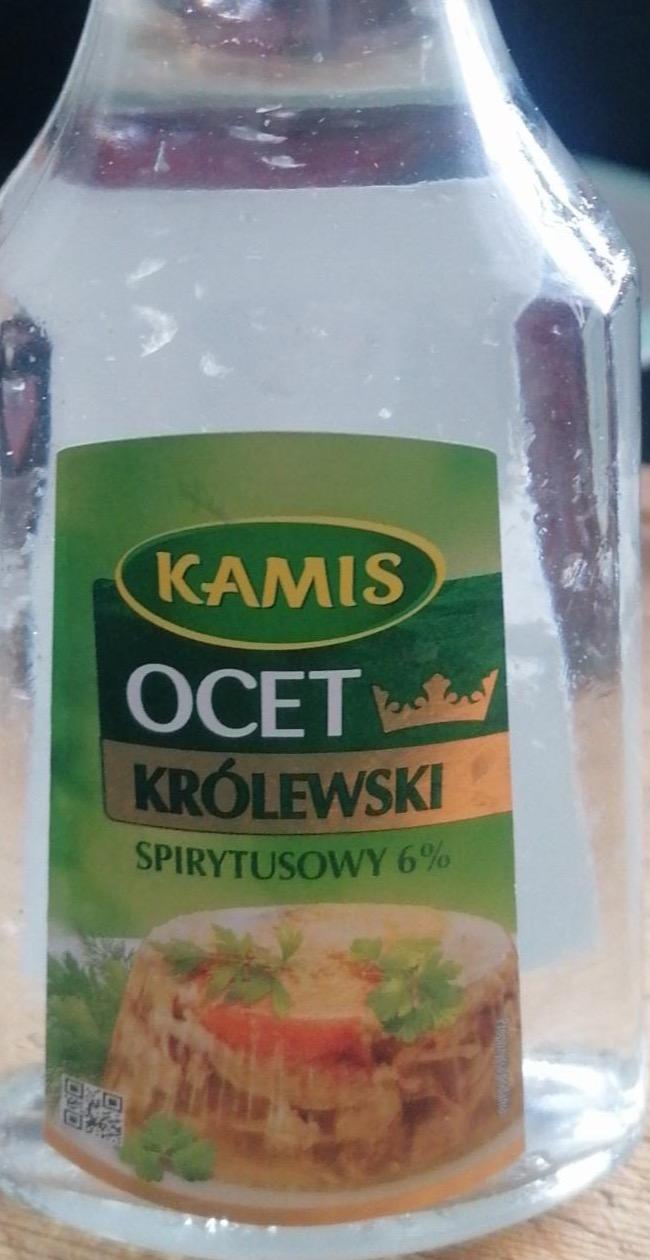 KAMIS
OCET
KRÓLEWSKI
SPIRYTUSOWY 6%